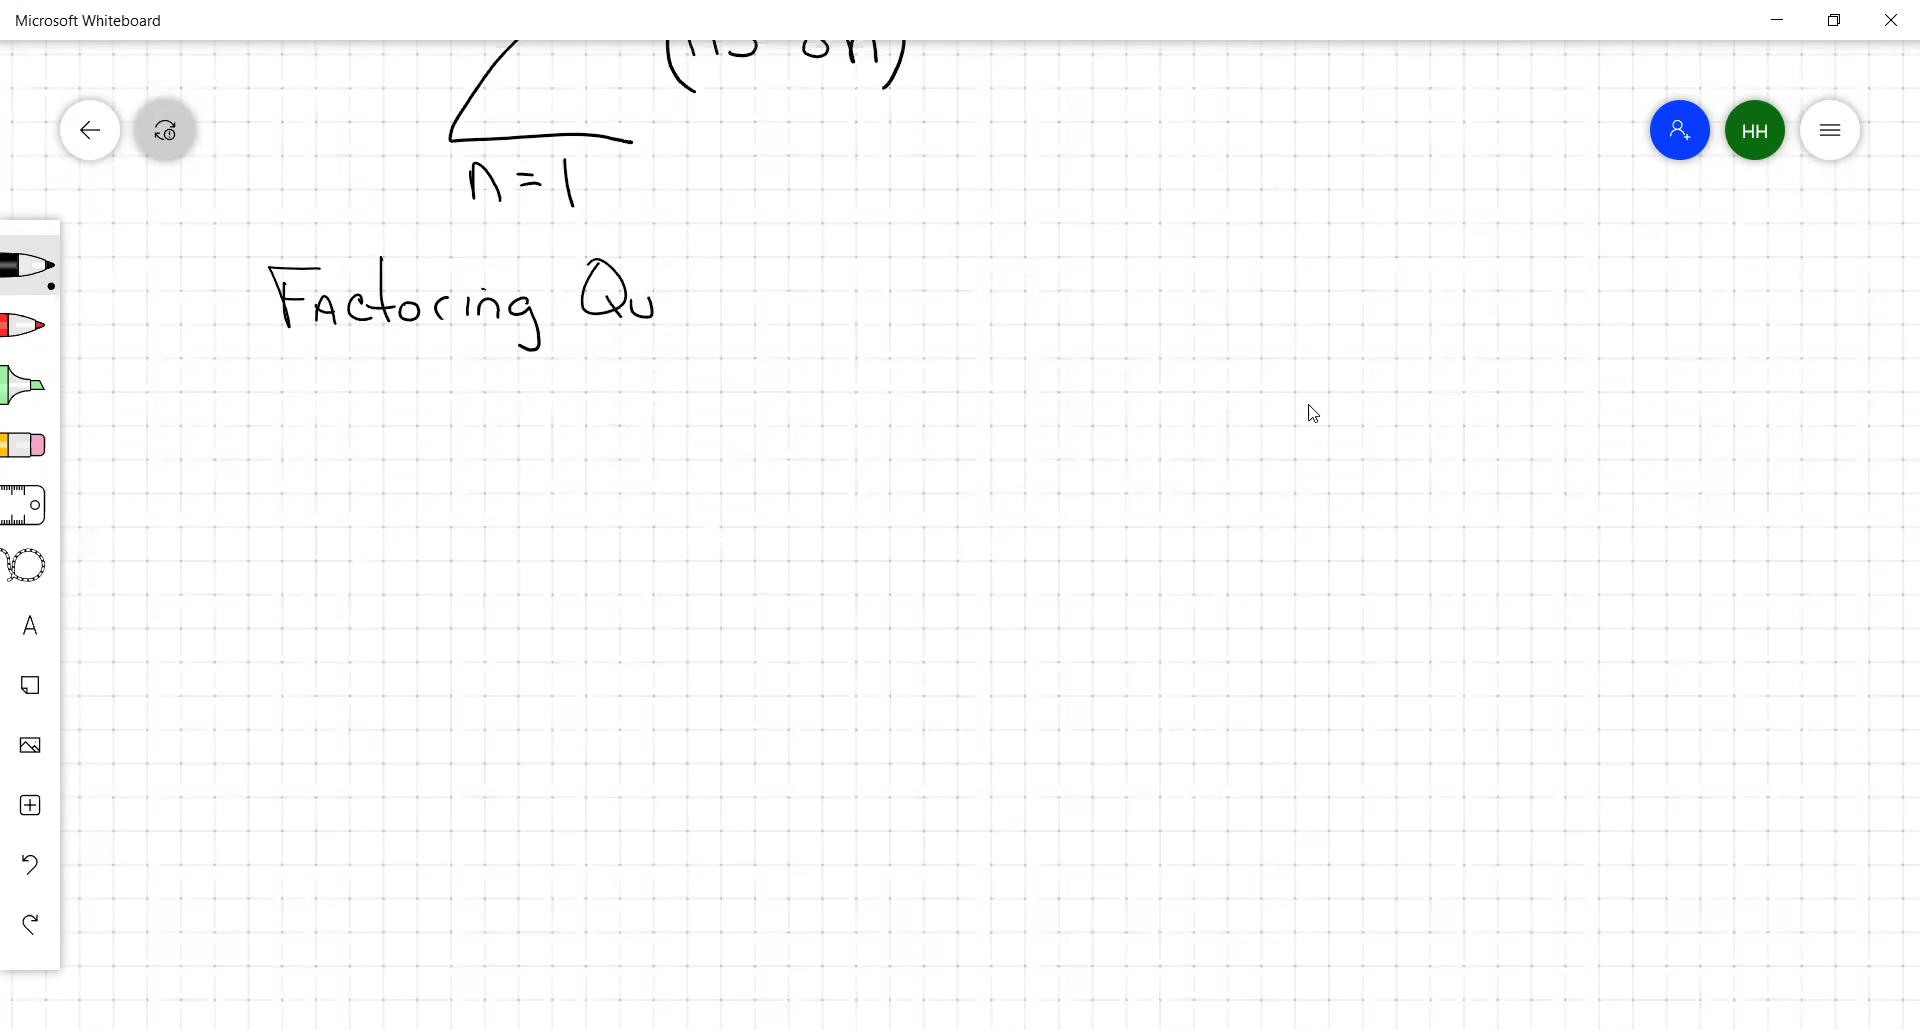 Microsoft Whiteboard
HH
n = 1
Factoring Qu
A